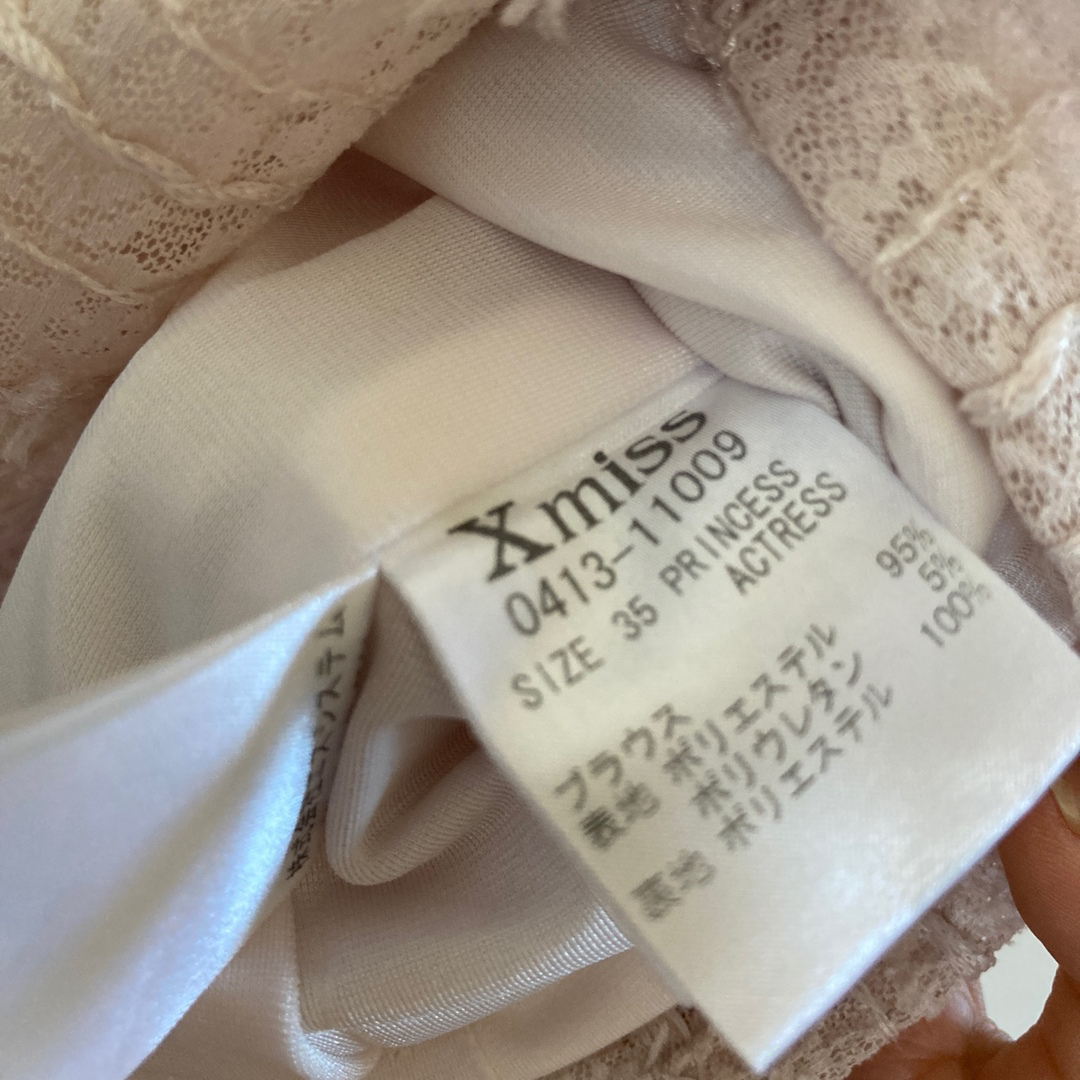 Xmiss
0413-11009
SIZE 35 PRINCESS
ACTRESS
ブラウス
表地 ポリエステル 95%
ポリウレタン 5%
裏地 ポリエステル 100%